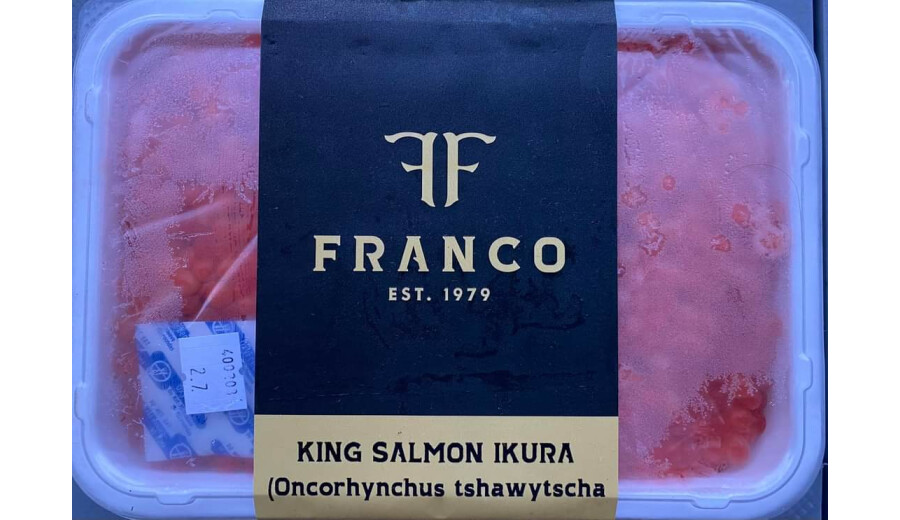 FF
FRANCO
EST. 1979
2.7.
KING SALMON IKURA
(Oncorhynchus tshawytscha